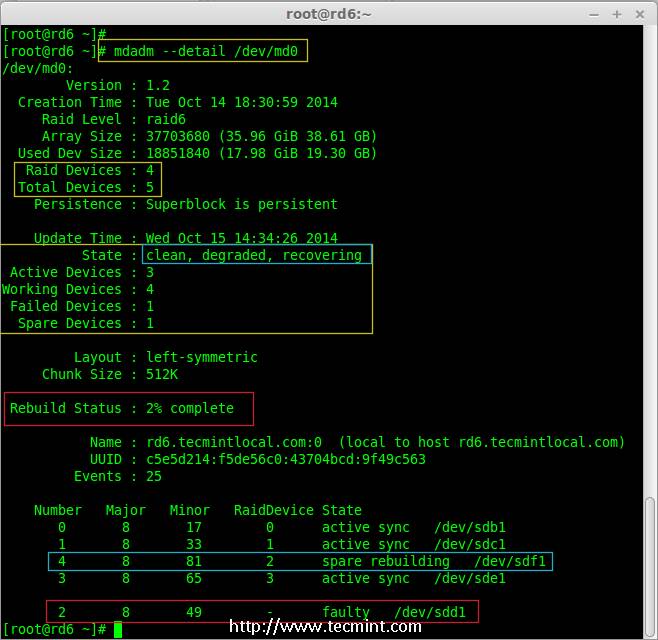 root@rd6:~
[root@rd6 ~]#
[root@rd6 ~]# mdadm --detail /dev/md0
/dev/md0:
Version : 1.2
Creation Time : Tue Oct 14 18:30:59 2014
Raid Level : raid6
Array Size : 37703680 (35.96 GiB 38.61 GB)
Used Dev Size : 18851840 (17.98 GiB 19.30 GB)
Raid Devices : 4
Total Devices : 5
Persistence : Superblock is persistent
Update Time : Wed Oct 15 14:34:26 2014
State : clean, degraded, recovering
Active Devices : 3
Working Devices : 4
Failed Devices : 1
Spare Devices : 1
Layout : left-symmetric
Chunk Size : 512K
Rebuild Status : 2% complete
Name : rd6.tecmintlocal.com:0 (local to host rd6.tecmintlocal.com)
UUID : c5e5d214:f5de56c0:43704bcd:9f49c563
Events : 25
Number Major Minor RaidDevice State
0 8 17 0 active sync /dev/sdb1
1 8 33 1 active sync /dev/sdc1
4 8 81 2 spare rebuilding /dev/sdf1
3 8 65 3 active sync /dev/sde1
2 8 49 - faulty /dev/sdd1
[root@rd6 ~]#
http://www.tecmint.com